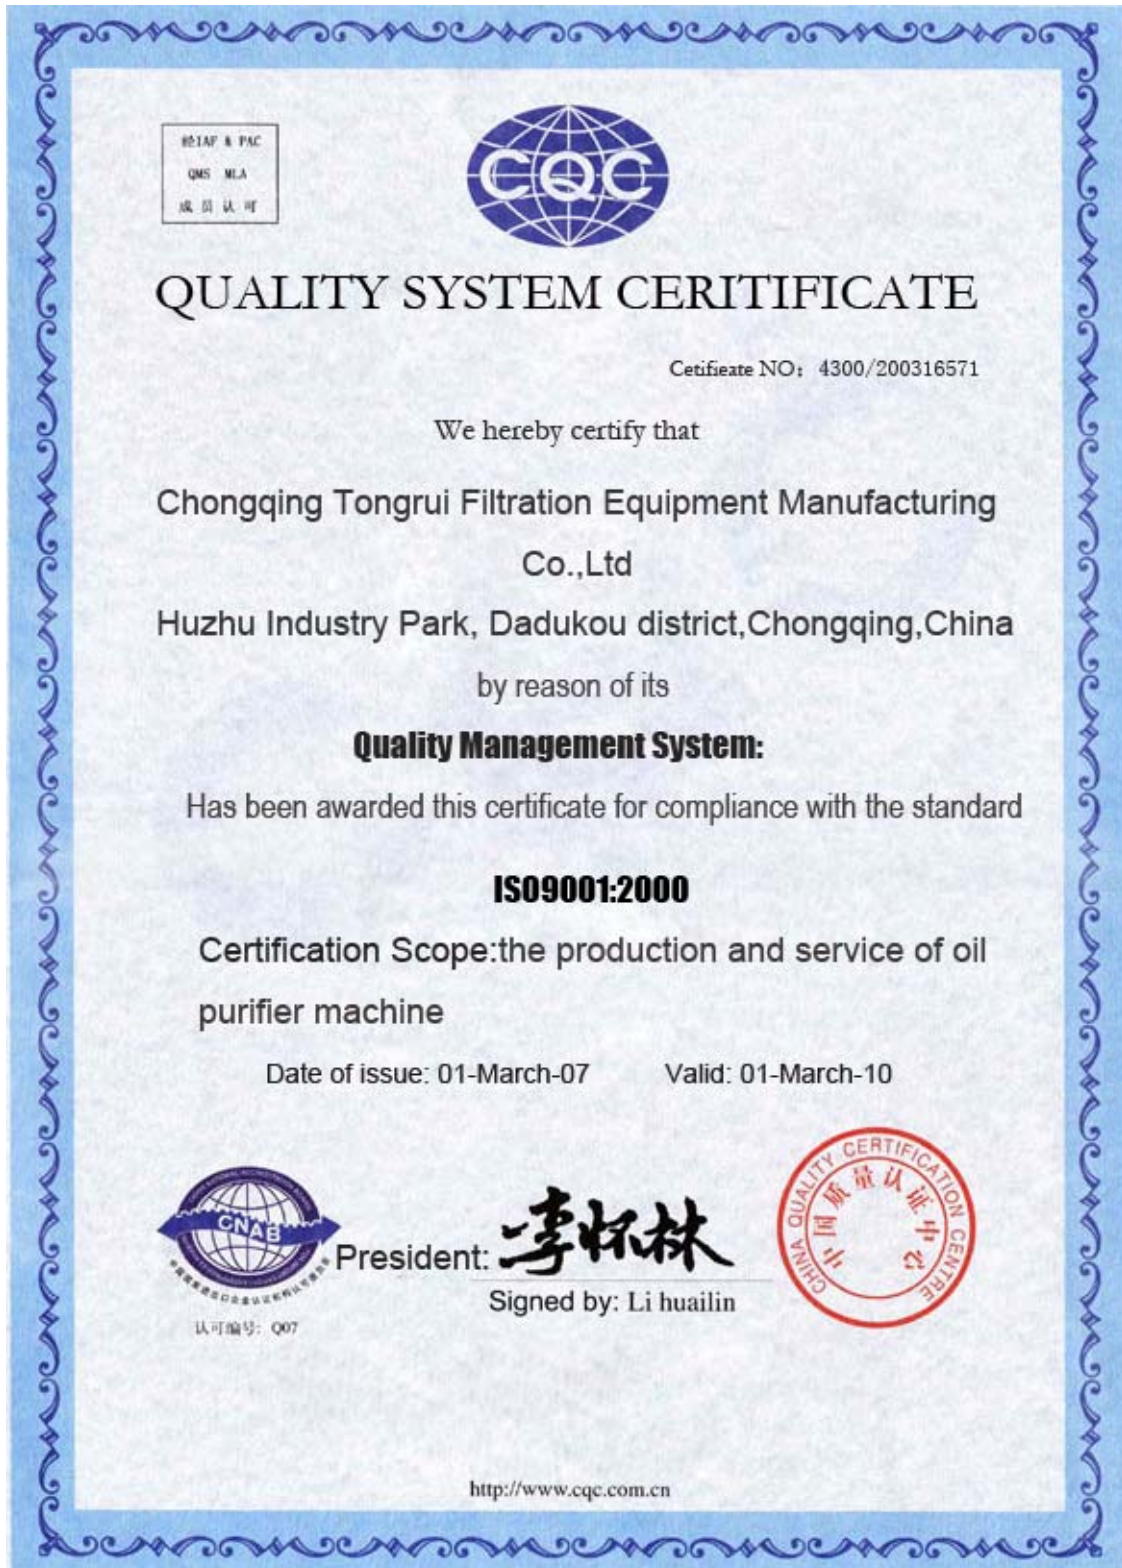 经IAF & PAC
QMS MLA
成员认可
CQC
QUALITY SYSTEM CERITIFICATE
Cetifieate NO: 4300/200316571
We hereby certify that
Chongqing Tongrui Filtration Equipment Manufacturing
Co.,Ltd
Huzhu Industry Park, Dadukou district,Chongqing,China
by reason of its
Quality Management System:
Has been awarded this certificate for compliance with the standard
ISO9001:2000
Certification Scope:the production and service of oil
purifier machine
Date of issue: 01-March-07 Valid: 01-March-10
CNAB
认可编号: Q07
President: 李怀林
Signed by: Li huailin
CHINA QUALITY CERTIFICATION CENTRE
中国质量认证中心
http://www.cqc.com.cn